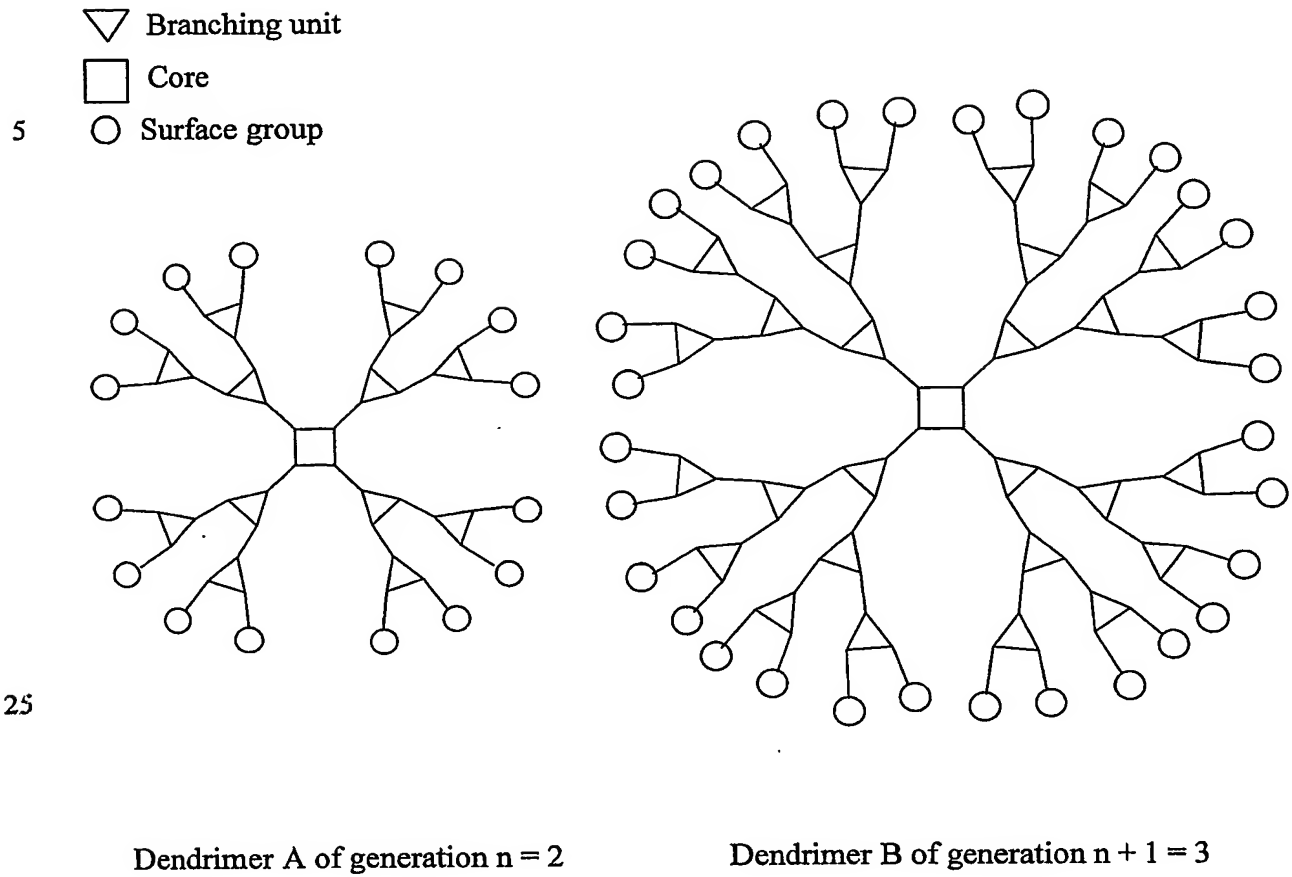 Branching unit
Core
5 Surface group
25
Dendrimer A of generation n = 2
Dendrimer B of generation n + 1 = 3